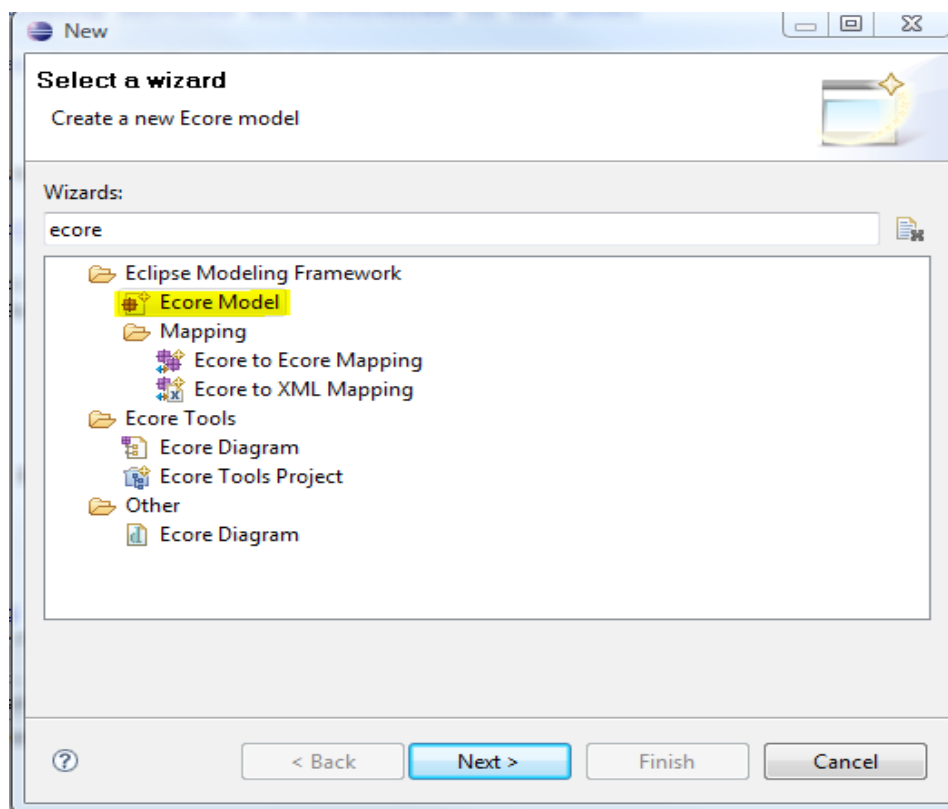 New
Select a wizard
Create a new Ecore model
Wizards:
ecore
Eclipse Modeling Framework
Ecore Model
Mapping
Ecore to Ecore Mapping
Ecore to XML Mapping
Ecore Tools
Ecore Diagram
Ecore Tools Project
Other
Ecore Diagram
< Back Next > Finish Cancel